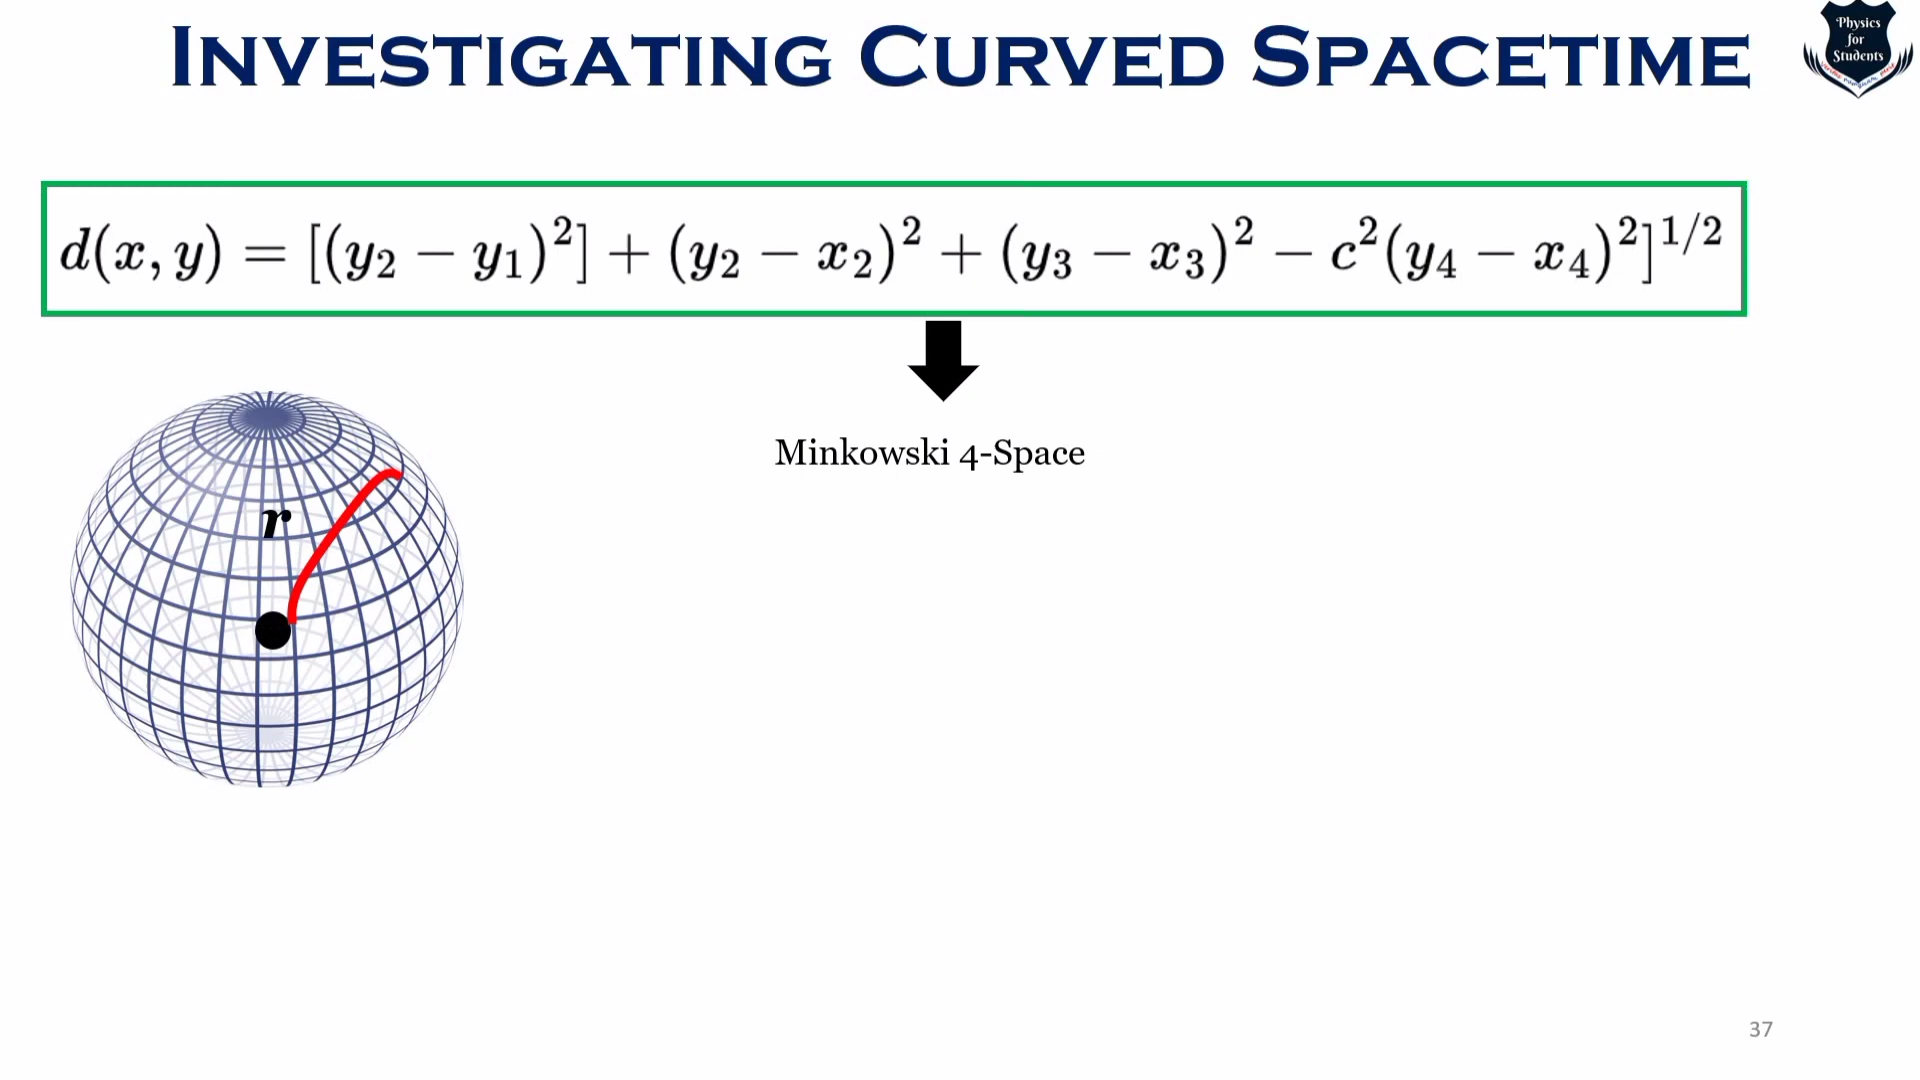 INVESTIGATING CURVED SPACETIME
Physics
for
Students
d(x, y) = [(y₂ − y₁)²] + (y₂ − x₂)² + (y₃ − x₃)² − c²(y₄ − x₄)²]^1/2
Minkowski 4-Space
r
37